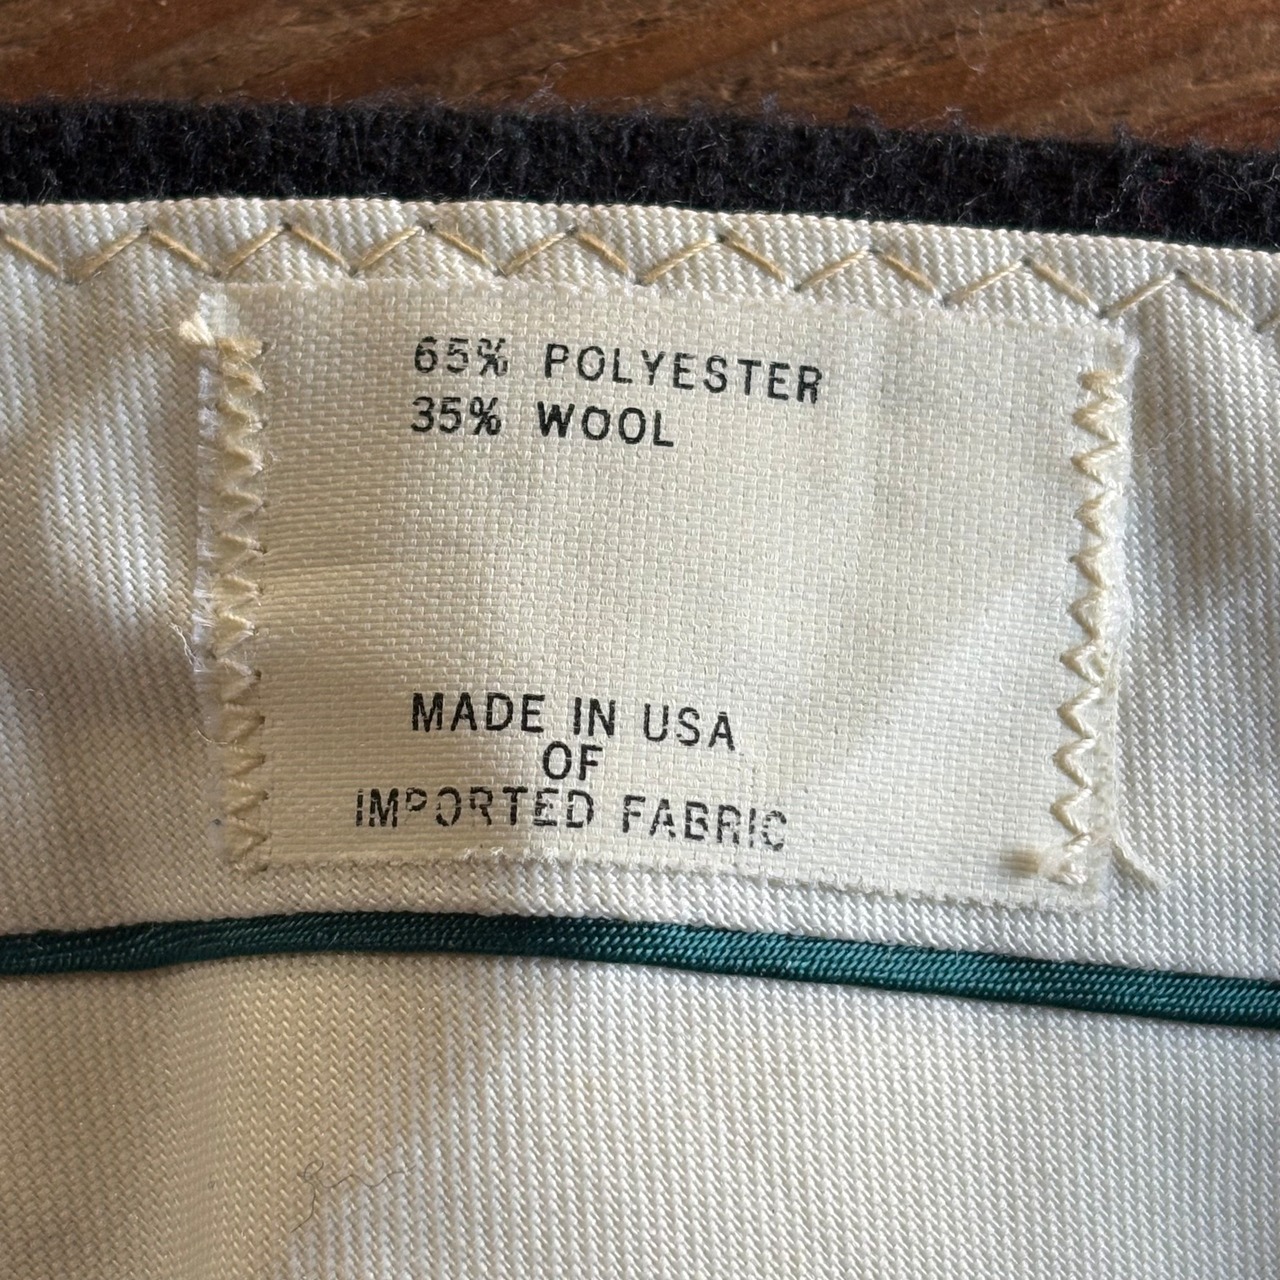 65% POLYESTER
35% WOOL
MADE IN USA
OF
IMPORTED FABRIC